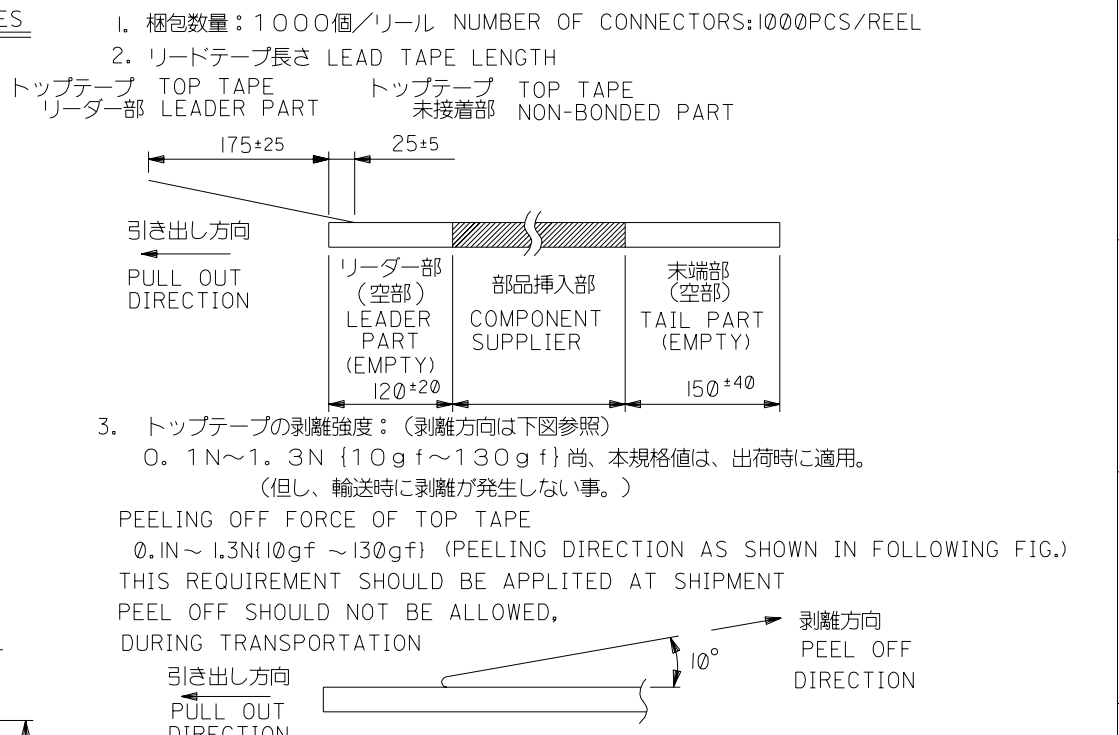 ES
1. 梱包数量：１０００個／リール NUMBER OF CONNECTORS:1000PCS/REEL
2. リードテープ長さ LEAD TAPE LENGTH
トップテープ TOP TAPE
リーダー部 LEADER PART
トップテープ TOP TAPE
未接着部 NON-BONDED PART
175±25
25±5
引き出し方向
PULL OUT
DIRECTION
リーダー部
（空部）
LEADER
PART
(EMPTY)
120±20
部品挿入部
COMPONENT
SUPPLIER
末端部
（空部）
TAIL PART
(EMPTY)
150±40
3. トップテープの剥離強度：（剥離方向は下図参照）
０．１Ｎ～１．３Ｎ {１０ｇｆ～１３０ｇｆ} 尚、本規格値は、出荷時に適用。
（但し、輸送時に剥離が発生しない事。）
PEELING OFF FORCE OF TOP TAPE
0.1N～1.3N{10gf ～130gf} (PEELING DIRECTION AS SHOWN IN FOLLOWING FIG.)
THIS REQUIREMENT SHOULD BE APPLITED AT SHIPMENT
PEEL OFF SHOULD NOT BE ALLOWED,
DURING TRANSPORTATION
剥離方向
PEEL OFF
DIRECTION
10°
引き出し方向
PULL OUT
DIRECTION